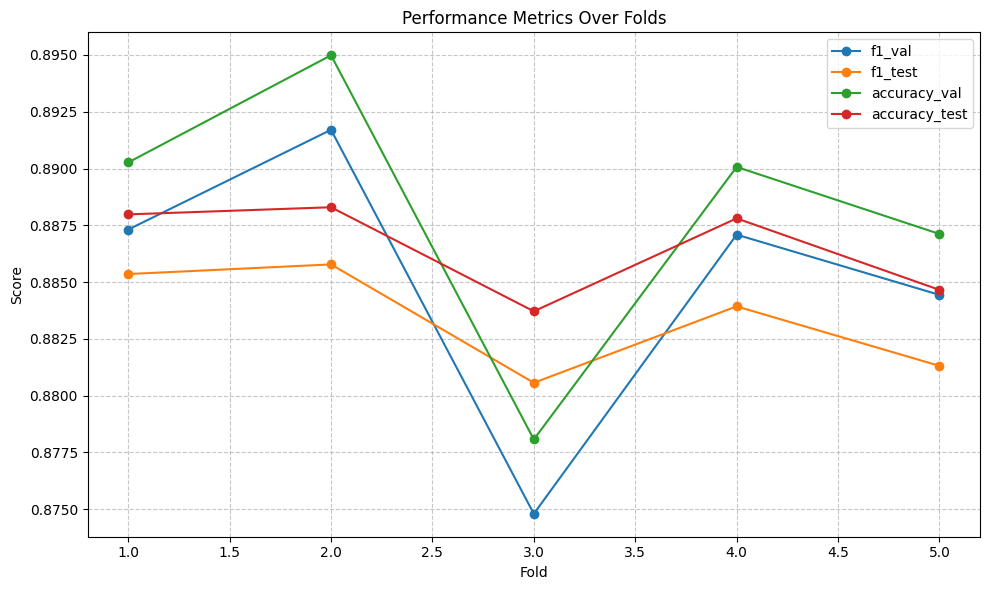 Performance Metrics Over Folds
f1_val
f1_test
accuracy_val
accuracy_test
Score
0.8950
0.8925
0.8900
0.8875
0.8850
0.8825
0.8800
0.8775
0.8750
1.0 1.5 2.0 2.5 3.0 3.5 4.0 4.5 5.0
Fold